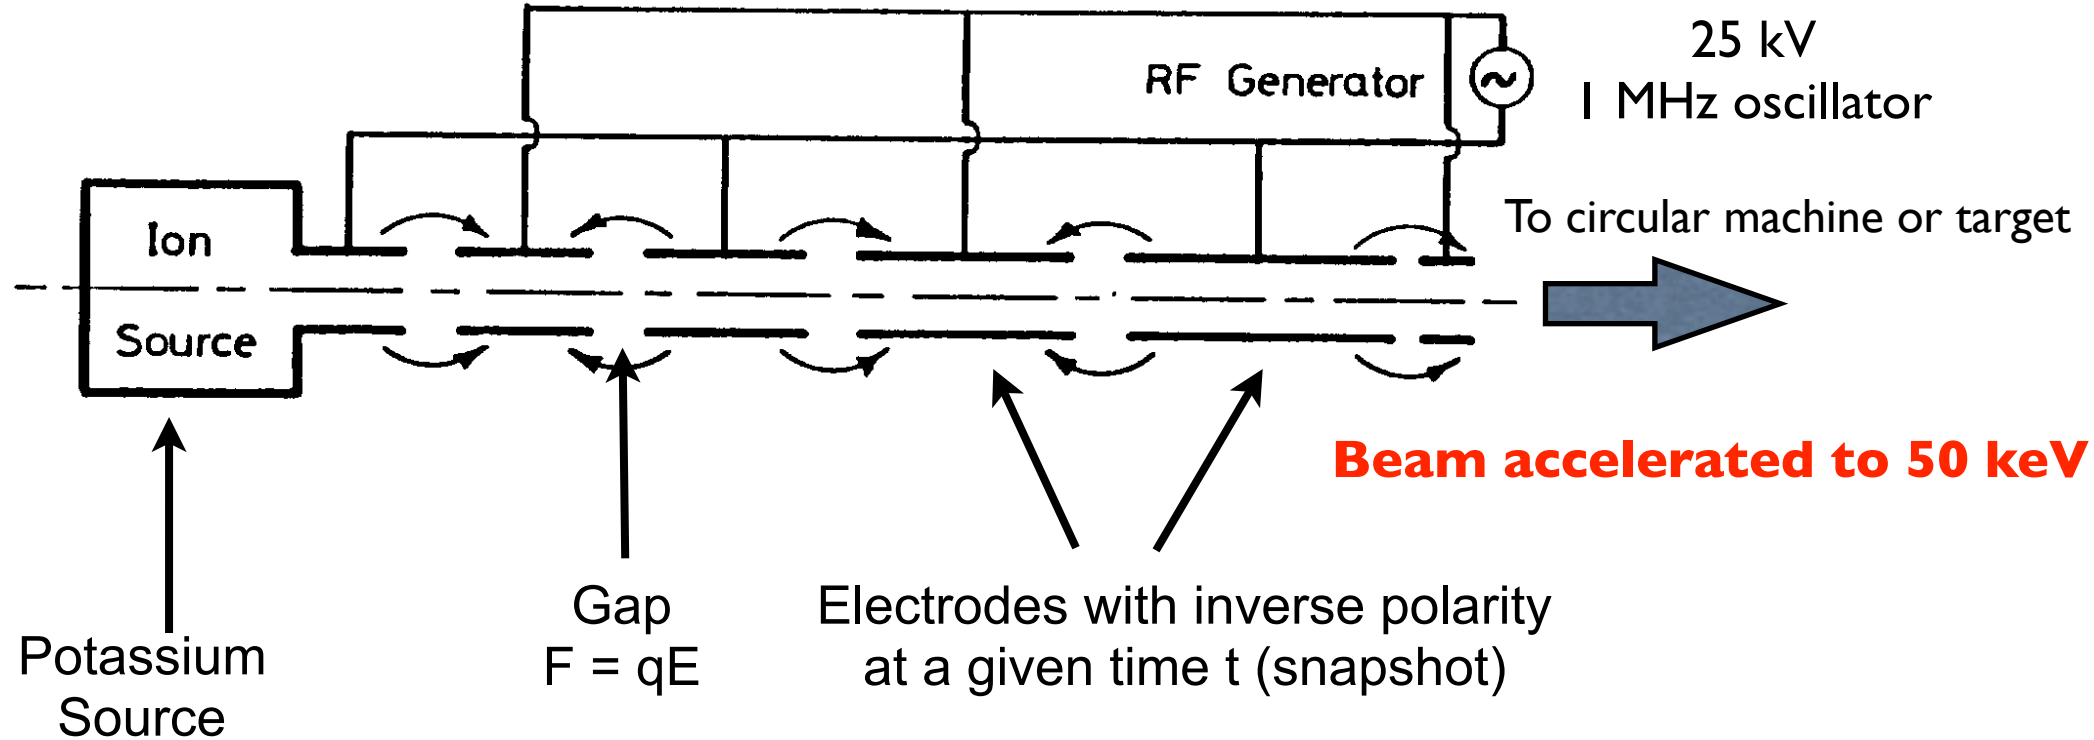 25 kV
RF Generator
1 MHz oscillator
To circular machine or target
Ion
Source
Beam accelerated to 50 keV
Gap
F = qE
Electrodes with inverse polarity
at a given time t (snapshot)
Potassium
Source